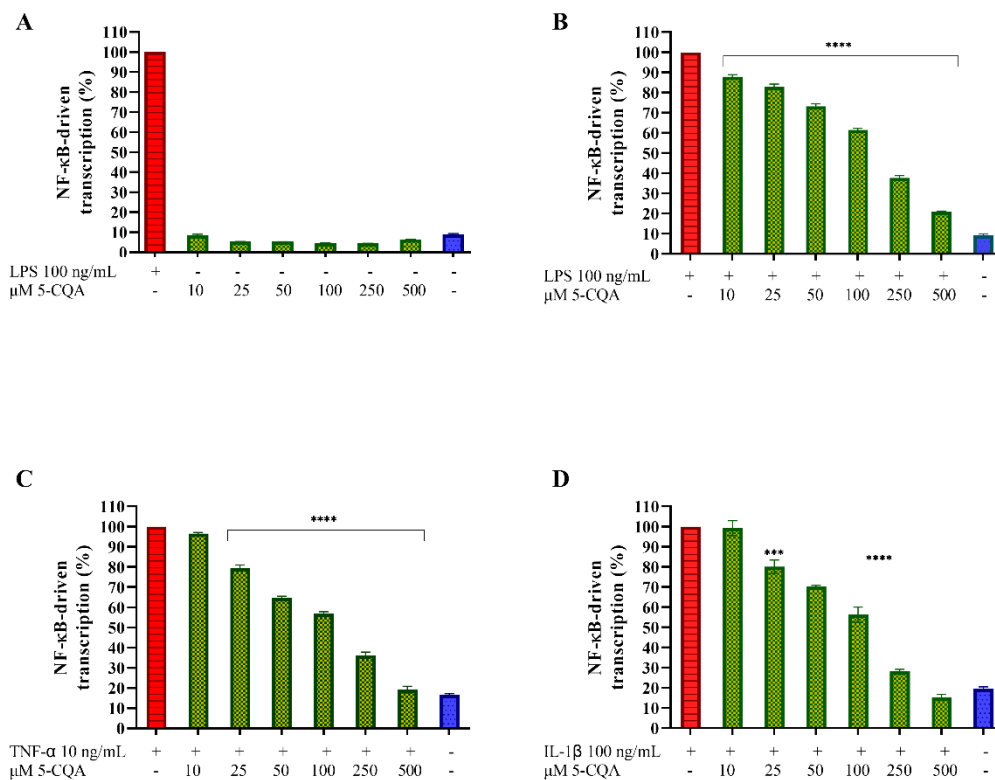 A
NF-κB-driven
transcription (%)
110
100
90
80
70
60
50
40
30
20
10
0
LPS 100 ng/mL + - - - - - - -
μM 5-CQA - 10 25 50 100 250 500 -
B
NF-κB-driven
transcription (%)
110
100
90
80
70
60
50
40
30
20
10
0
****
LPS 100 ng/mL + + + + + + + -
μM 5-CQA - 10 25 50 100 250 500 -
C
NF-κB-driven
transcription (%)
110
100
90
80
70
60
50
40
30
20
10
0
****
TNF-α 10 ng/mL + + + + + + + -
μM 5-CQA - 10 25 50 100 250 500 -
D
NF-κB-driven
transcription (%)
110
100
90
80
70
60
50
40
30
20
10
0
*** ****
IL-1β 100 ng/mL + + + + + + + -
μM 5-CQA - 10 25 50 100 250 500 -